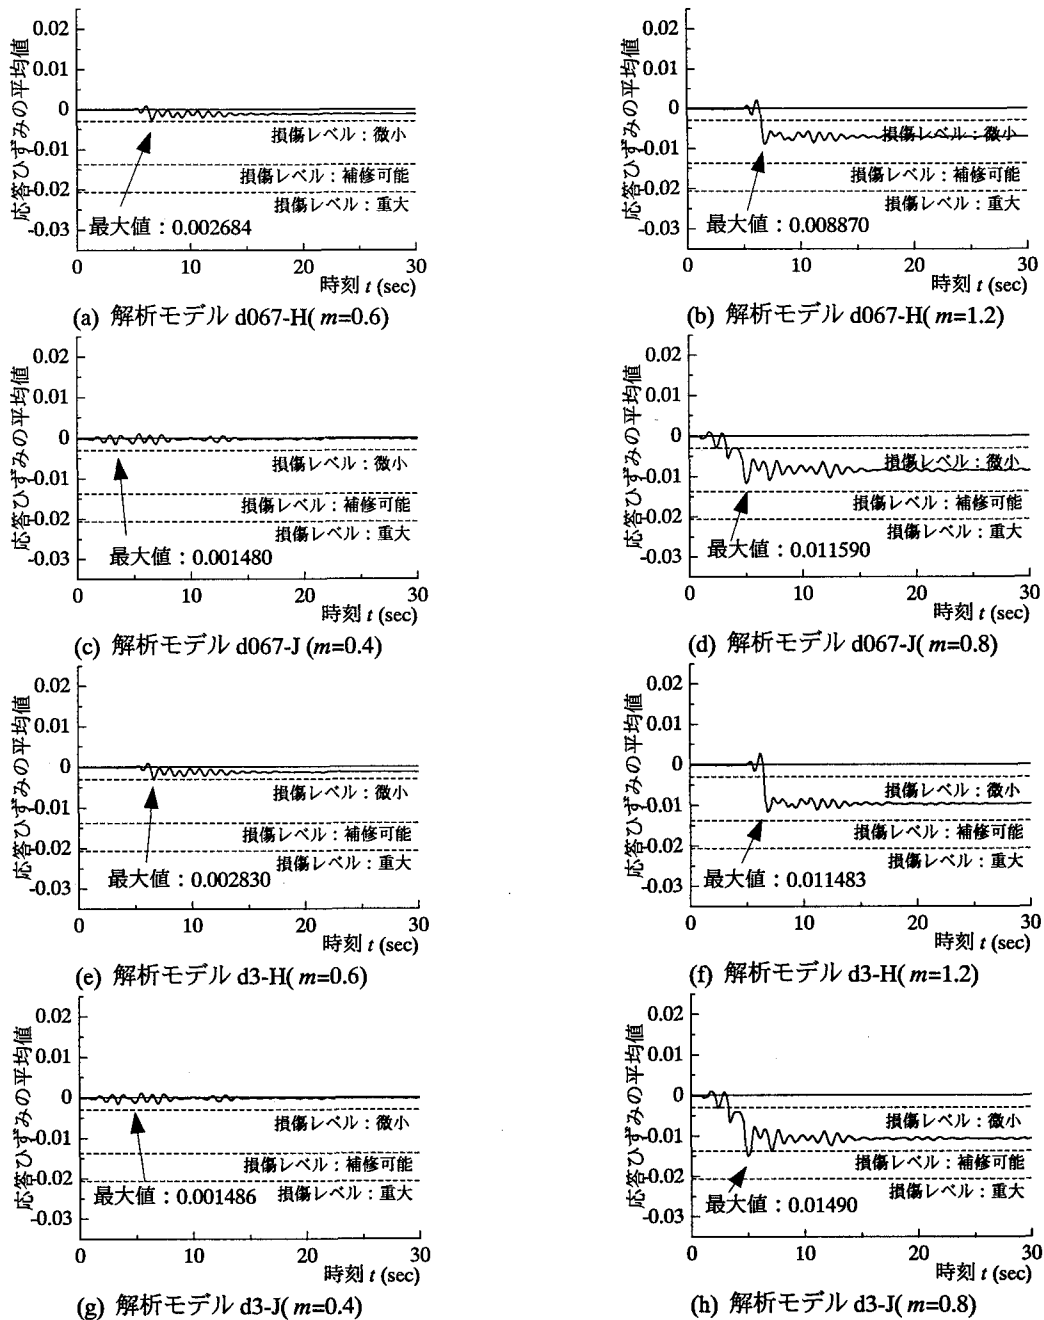 応答ひずみの平均値
0.02
0.01
0
-0.01
-0.02
-0.03
損傷レベル：微小
損傷レベル：補修可能
損傷レベル：重大
最大値：0.002684
0 10 20 30
時刻 t (sec)
(a) 解析モデル d067-H( m=0.6)
応答ひずみの平均値
0.02
0.01
0
-0.01
-0.02
-0.03
損傷レベル：微小
損傷レベル：補修可能
損傷レベル：重大
最大値：0.008870
0 10 20 30
時刻 t (sec)
(b) 解析モデル d067-H( m=1.2)
応答ひずみの平均値
0.02
0.01
0
-0.01
-0.02
-0.03
損傷レベル：微小
損傷レベル：補修可能
損傷レベル：重大
最大値：0.001480
0 10 20 30
時刻 t (sec)
(c) 解析モデル d067-J (m=0.4)
応答ひずみの平均値
0.02
0.01
0
-0.01
-0.02
-0.03
損傷レベル：微小
損傷レベル：補修可能
損傷レベル：重大
最大値：0.011590
0 10 20 30
時刻 t (sec)
(d) 解析モデル d067-J( m=0.8)
応答ひずみの平均値
0.02
0.01
0
-0.01
-0.02
-0.03
損傷レベル：微小
損傷レベル：補修可能
損傷レベル：重大
最大値：0.002830
0 10 20 30
時刻 t (sec)
(e) 解析モデル d3-H( m=0.6)
応答ひずみの平均値
0.02
0.01
0
-0.01
-0.02
-0.03
損傷レベル：微小
損傷レベル：補修可能
損傷レベル：重大
最大値：0.011483
0 10 20 30
時刻 t (sec)
(f) 解析モデル d3-H( m=1.2)
応答ひずみの平均値
0.02
0.01
0
-0.01
-0.02
-0.03
損傷レベル：微小
損傷レベル：補修可能
損傷レベル：重大
最大値：0.001486
0 10 20 30
時刻 t (sec)
(g) 解析モデル d3-J( m=0.4)
応答ひずみの平均値
0.02
0.01
0
-0.01
-0.02
-0.03
損傷レベル：微小
損傷レベル：補修可能
損傷レベル：重大
最大値：0.01490
0 10 20 30
時刻 t (sec)
(h) 解析モデル d3-J( m=0.8)